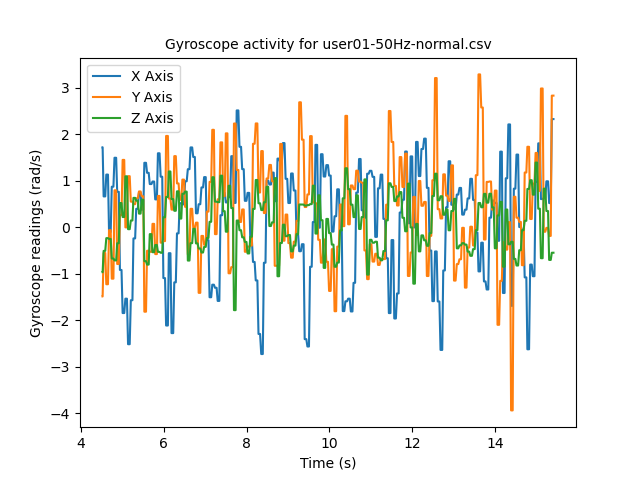 Gyroscope activity for user01-50Hz-normal.csv
X Axis
Y Axis
Z Axis
Gyroscope readings (rad/s)
3
2
1
0
−1
−2
−3
−4
4 6 8 10 12 14
Time (s)